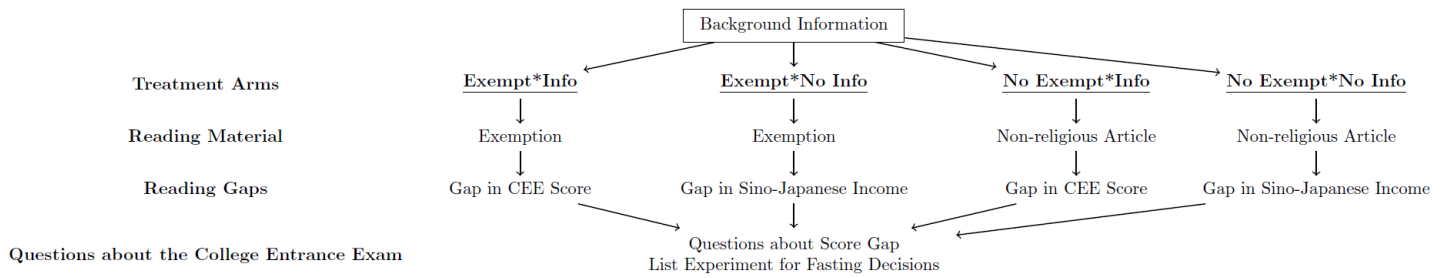 Background Information
Treatment Arms Exempt*Info Exempt*No Info No Exempt*Info No Exempt*No Info
Reading Material Exemption Exemption Non-religious Article Non-religious Article
Reading Gaps Gap in CEE Score Gap in Sino-Japanese Income Gap in CEE Score Gap in Sino-Japanese Income
Questions about the College Entrance Exam
Questions about Score Gap
List Experiment for Fasting Decisions